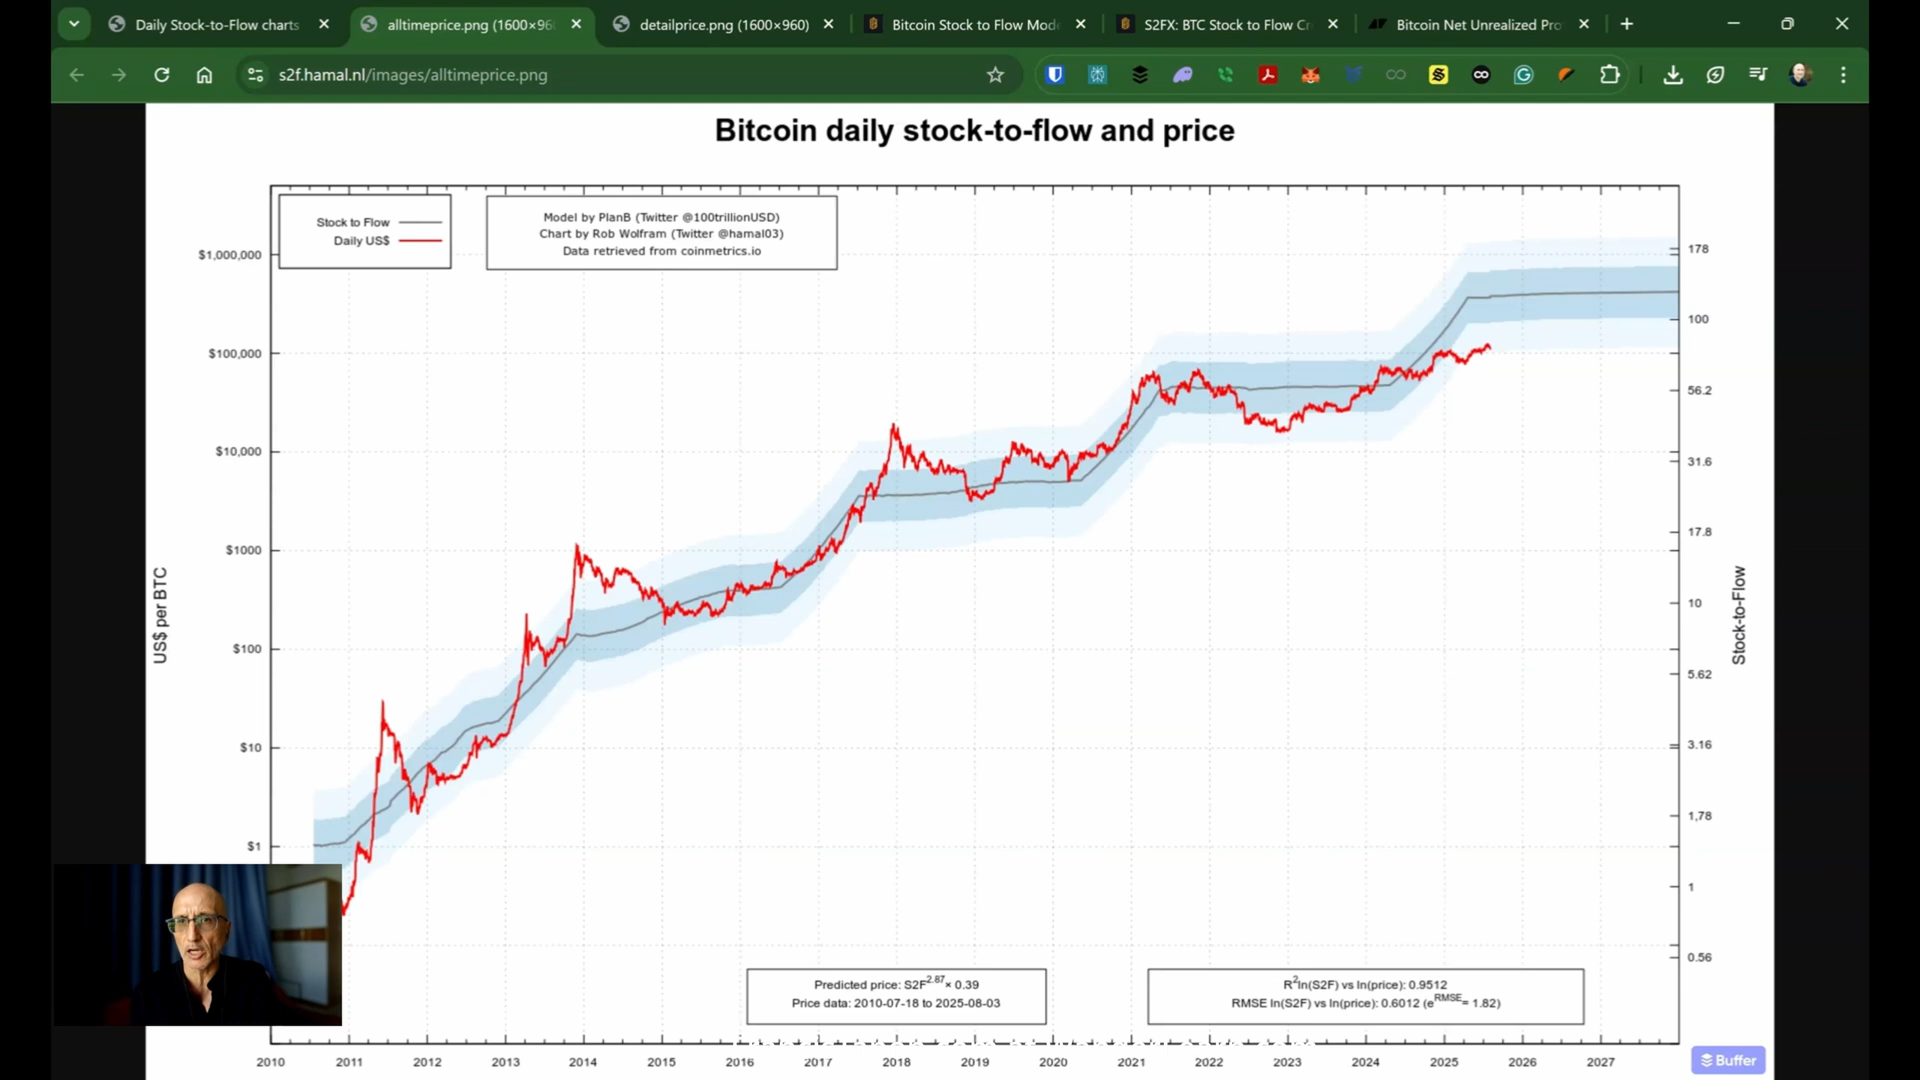 Daily Stock-to-Flow charts
alltimeprice.png (1600×96
detailprice.png (1600×960)
Bitcoin Stock to Flow Mod
S2FX: BTC Stock to Flow Cr
Bitcoin Net Unrealized Pro
s2f.hamal.nl/images/alltimeprice.png
Bitcoin daily stock-to-flow and price
Stock to Flow
Daily US$
Model by PlanB (Twitter @100trillionUSD)
Chart by Rob Wolfram (Twitter @hamal03)
Data retrieved from coinmetrics.io
$1,000,000
$100,000
$10,000
$1000
$100
$10
$1
US$ per BTC
178
100
56.2
31.6
17.8
10
5.62
3.16
1,78
1
0.56
Stock-to-Flow
Predicted price: S2F^2.87 × 0.39
Price data: 2010-07-18 to 2025-08-03
R²ln(S2F) vs ln(price): 0.9512
RMSE ln(S2F) vs ln(price): 0.6012 (e^RMSE = 1.82)
2010 2011 2012 2013 2014 2015 2016 2017 2018 2019 2020 2021 2022 2023 2024 2025 2026 2027
Buffer